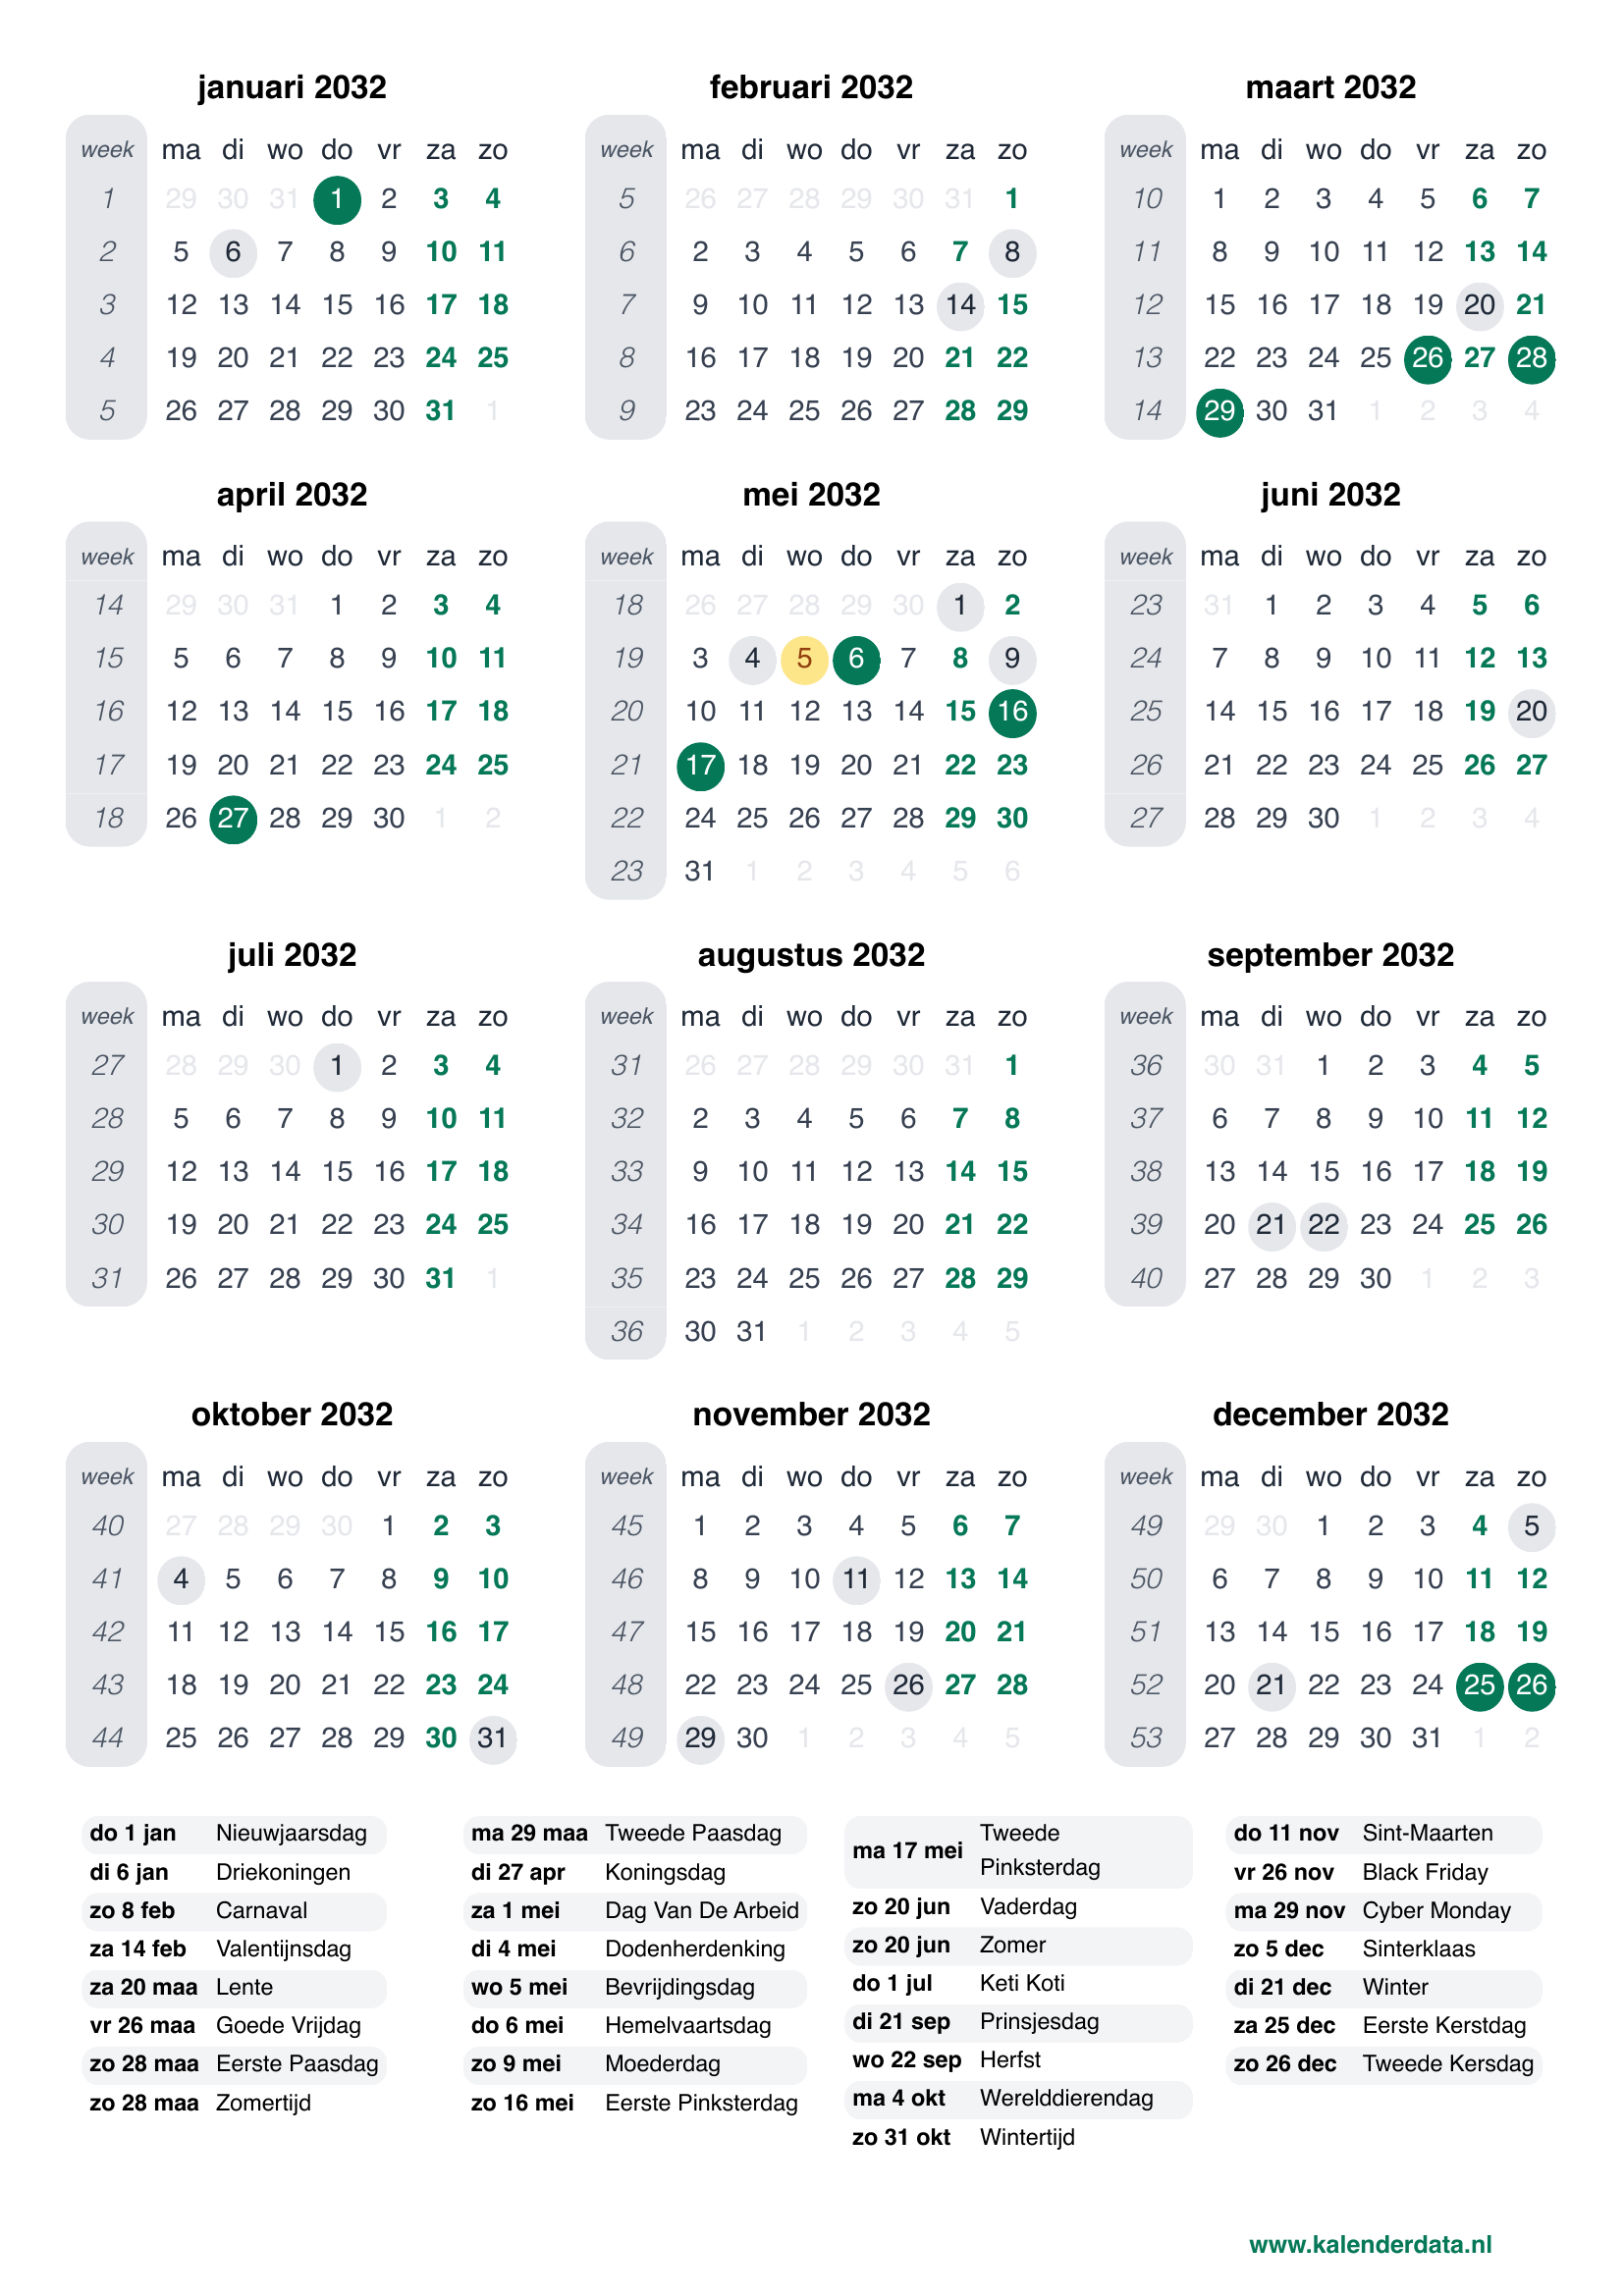 januari 2032
week ma di wo do vr za zo
1 29 30 31 1 2 3 4
2 5 6 7 8 9 10 11
3 12 13 14 15 16 17 18
4 19 20 21 22 23 24 25
5 26 27 28 29 30 31 1
februari 2032
week ma di wo do vr za zo
5 26 27 28 29 30 31 1
6 2 3 4 5 6 7 8
7 9 10 11 12 13 14 15
8 16 17 18 19 20 21 22
9 23 24 25 26 27 28 29
maart 2032
week ma di wo do vr za zo
10 1 2 3 4 5 6 7
11 8 9 10 11 12 13 14
12 15 16 17 18 19 20 21
13 22 23 24 25 26 27 28
14 29 30 31 1 2 3 4
april 2032
week ma di wo do vr za zo
14 29 30 31 1 2 3 4
15 5 6 7 8 9 10 11
16 12 13 14 15 16 17 18
17 19 20 21 22 23 24 25
18 26 27 28 29 30 1 2
mei 2032
week ma di wo do vr za zo
18 26 27 28 29 30 1 2
19 3 4 5 6 7 8 9
20 10 11 12 13 14 15 16
21 17 18 19 20 21 22 23
22 24 25 26 27 28 29 30
23 31 1 2 3 4 5 6
juni 2032
week ma di wo do vr za zo
23 31 1 2 3 4 5 6
24 7 8 9 10 11 12 13
25 14 15 16 17 18 19 20
26 21 22 23 24 25 26 27
27 28 29 30 1 2 3 4
juli 2032
week ma di wo do vr za zo
27 28 29 30 1 2 3 4
28 5 6 7 8 9 10 11
29 12 13 14 15 16 17 18
30 19 20 21 22 23 24 25
31 26 27 28 29 30 31 1
augustus 2032
week ma di wo do vr za zo
31 26 27 28 29 30 31 1
32 2 3 4 5 6 7 8
33 9 10 11 12 13 14 15
34 16 17 18 19 20 21 22
35 23 24 25 26 27 28 29
36 30 31 1 2 3 4 5
september 2032
week ma di wo do vr za zo
36 30 31 1 2 3 4 5
37 6 7 8 9 10 11 12
38 13 14 15 16 17 18 19
39 20 21 22 23 24 25 26
40 27 28 29 30 1 2 3
oktober 2032
week ma di wo do vr za zo
40 27 28 29 30 1 2 3
41 4 5 6 7 8 9 10
42 11 12 13 14 15 16 17
43 18 19 20 21 22 23 24
44 25 26 27 28 29 30 31
november 2032
week ma di wo do vr za zo
45 1 2 3 4 5 6 7
46 8 9 10 11 12 13 14
47 15 16 17 18 19 20 21
48 22 23 24 25 26 27 28
49 29 30 1 2 3 4 5
december 2032
week ma di wo do vr za zo
49 29 30 1 2 3 4 5
50 6 7 8 9 10 11 12
51 13 14 15 16 17 18 19
52 20 21 22 23 24 25 26
53 27 28 29 30 31 1 2
do 1 jan Nieuwjaarsdag
di 6 jan Driekoningen
zo 8 feb Carnaval
za 14 feb Valentijnsdag
za 20 maa Lente
vr 26 maa Goede Vrijdag
zo 28 maa Eerste Paasdag
zo 28 maa Zomertijd
ma 29 maa Tweede Paasdag
di 27 apr Koningsdag
za 1 mei Dag Van De Arbeid
di 4 mei Dodenherdenking
wo 5 mei Bevrijdingsdag
do 6 mei Hemelvaartsdag
zo 9 mei Moederdag
zo 16 mei Eerste Pinksterdag
ma 17 mei Tweede
Pinksterdag
zo 20 jun Vaderdag
zo 20 jun Zomer
do 1 jul Keti Koti
di 21 sep Prinsjesdag
wo 22 sep Herfst
ma 4 okt Werelddierendag
zo 31 okt Wintertijd
do 11 nov Sint-Maarten
vr 26 nov Black Friday
ma 29 nov Cyber Monday
zo 5 dec Sinterklaas
di 21 dec Winter
za 25 dec Eerste Kerstdag
zo 26 dec Tweede Kersdag
www.kalenderdata.nl